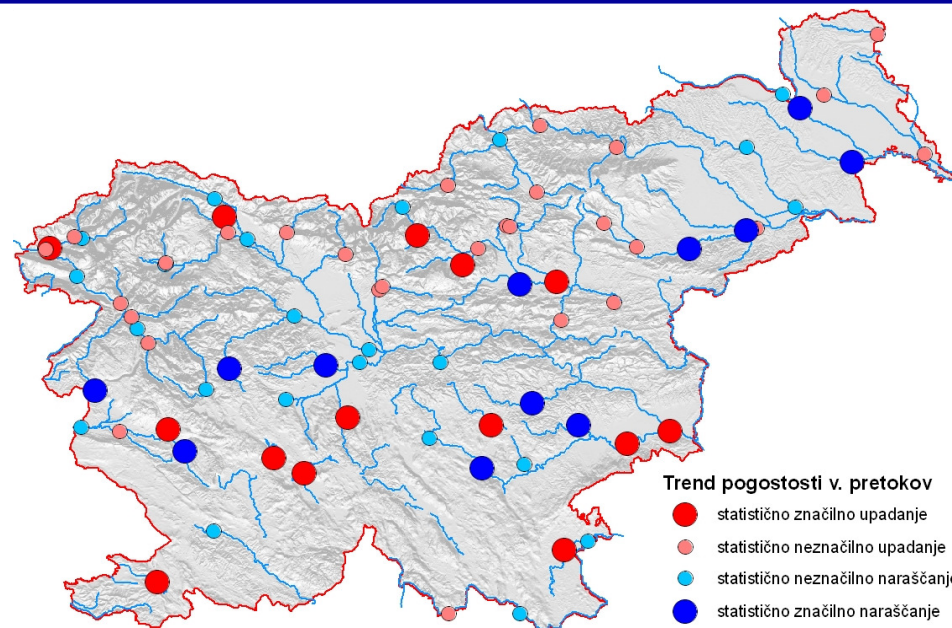 Trend pogostosti v. pretokov
statistično značilno upadanje
statistično neznačilno upadanje
statistično neznačilno naraščanje
statistično značilno naraščanje